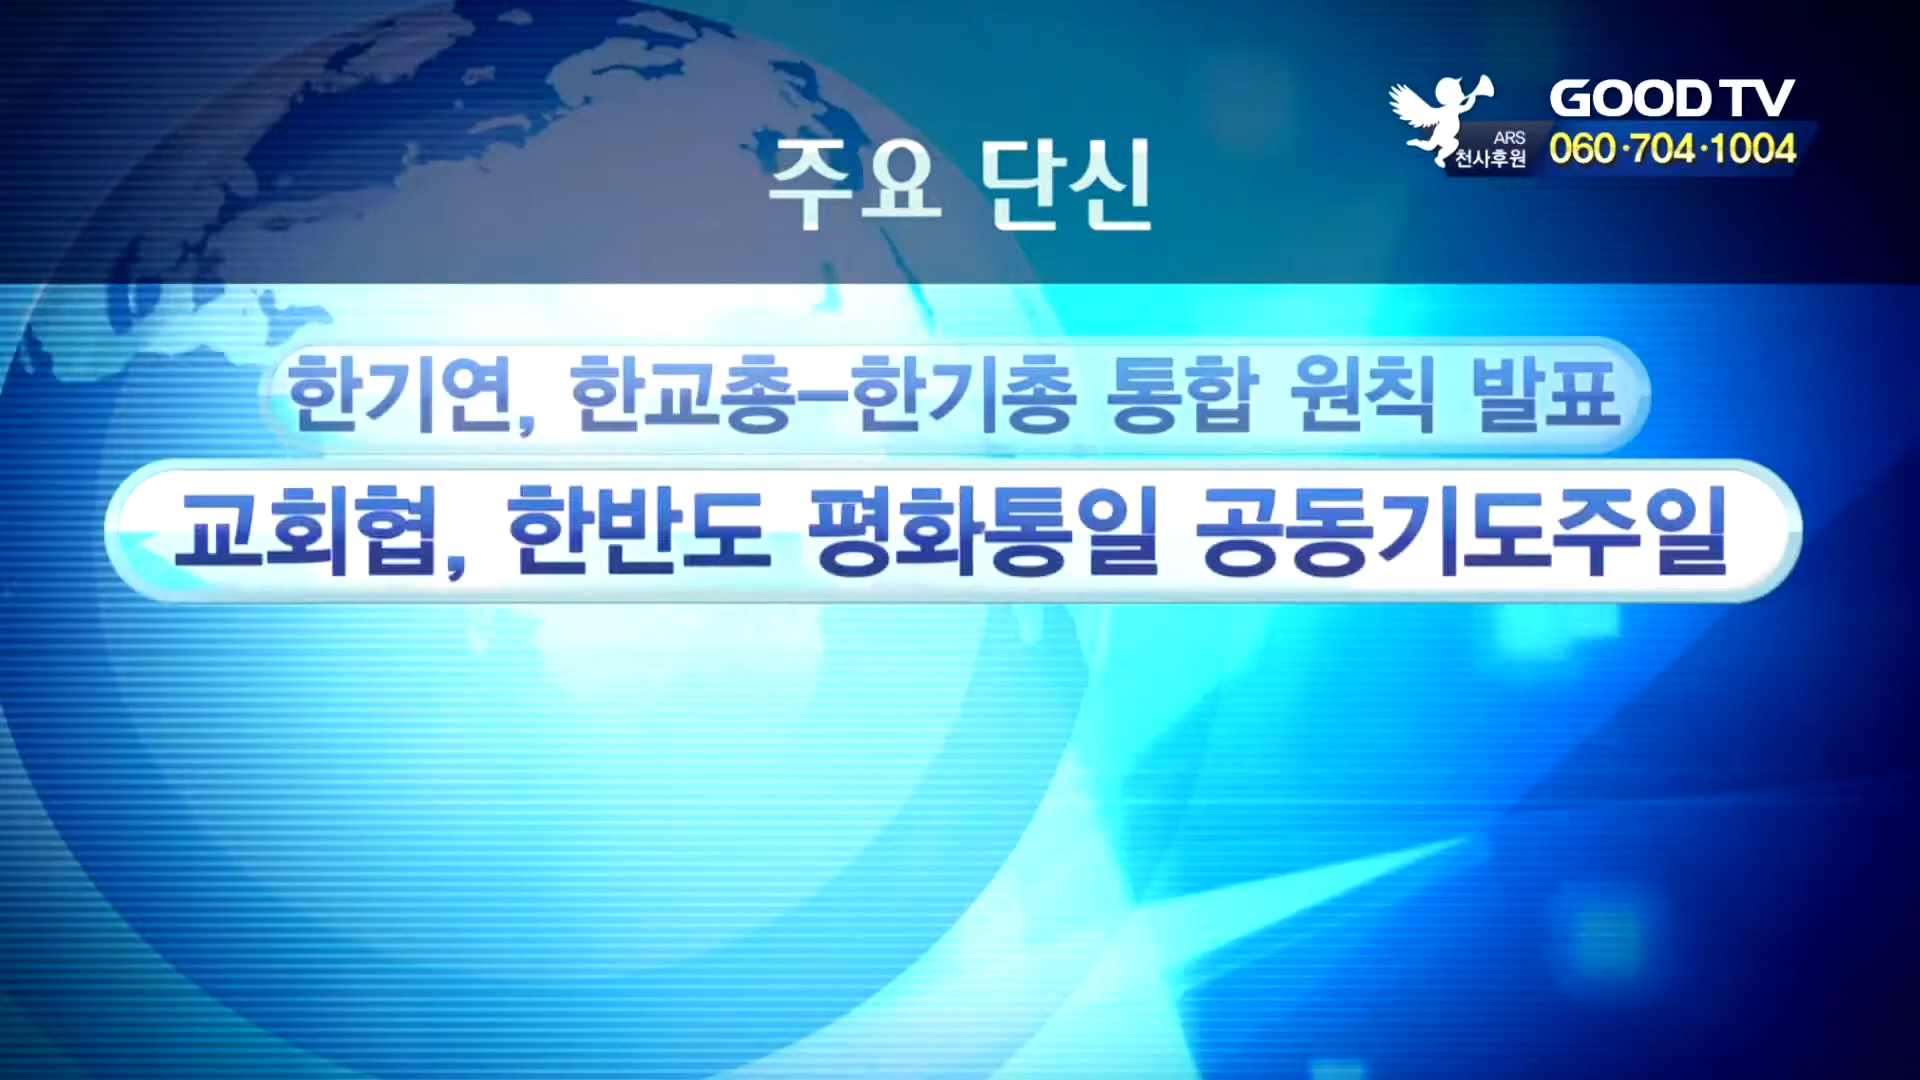 GOOD TV
ARS
천사후원 060·704·1004
주요 단신
한기연, 한교총-한기총 통합 원칙 발표
교회협, 한반도 평화통일 공동기도주일